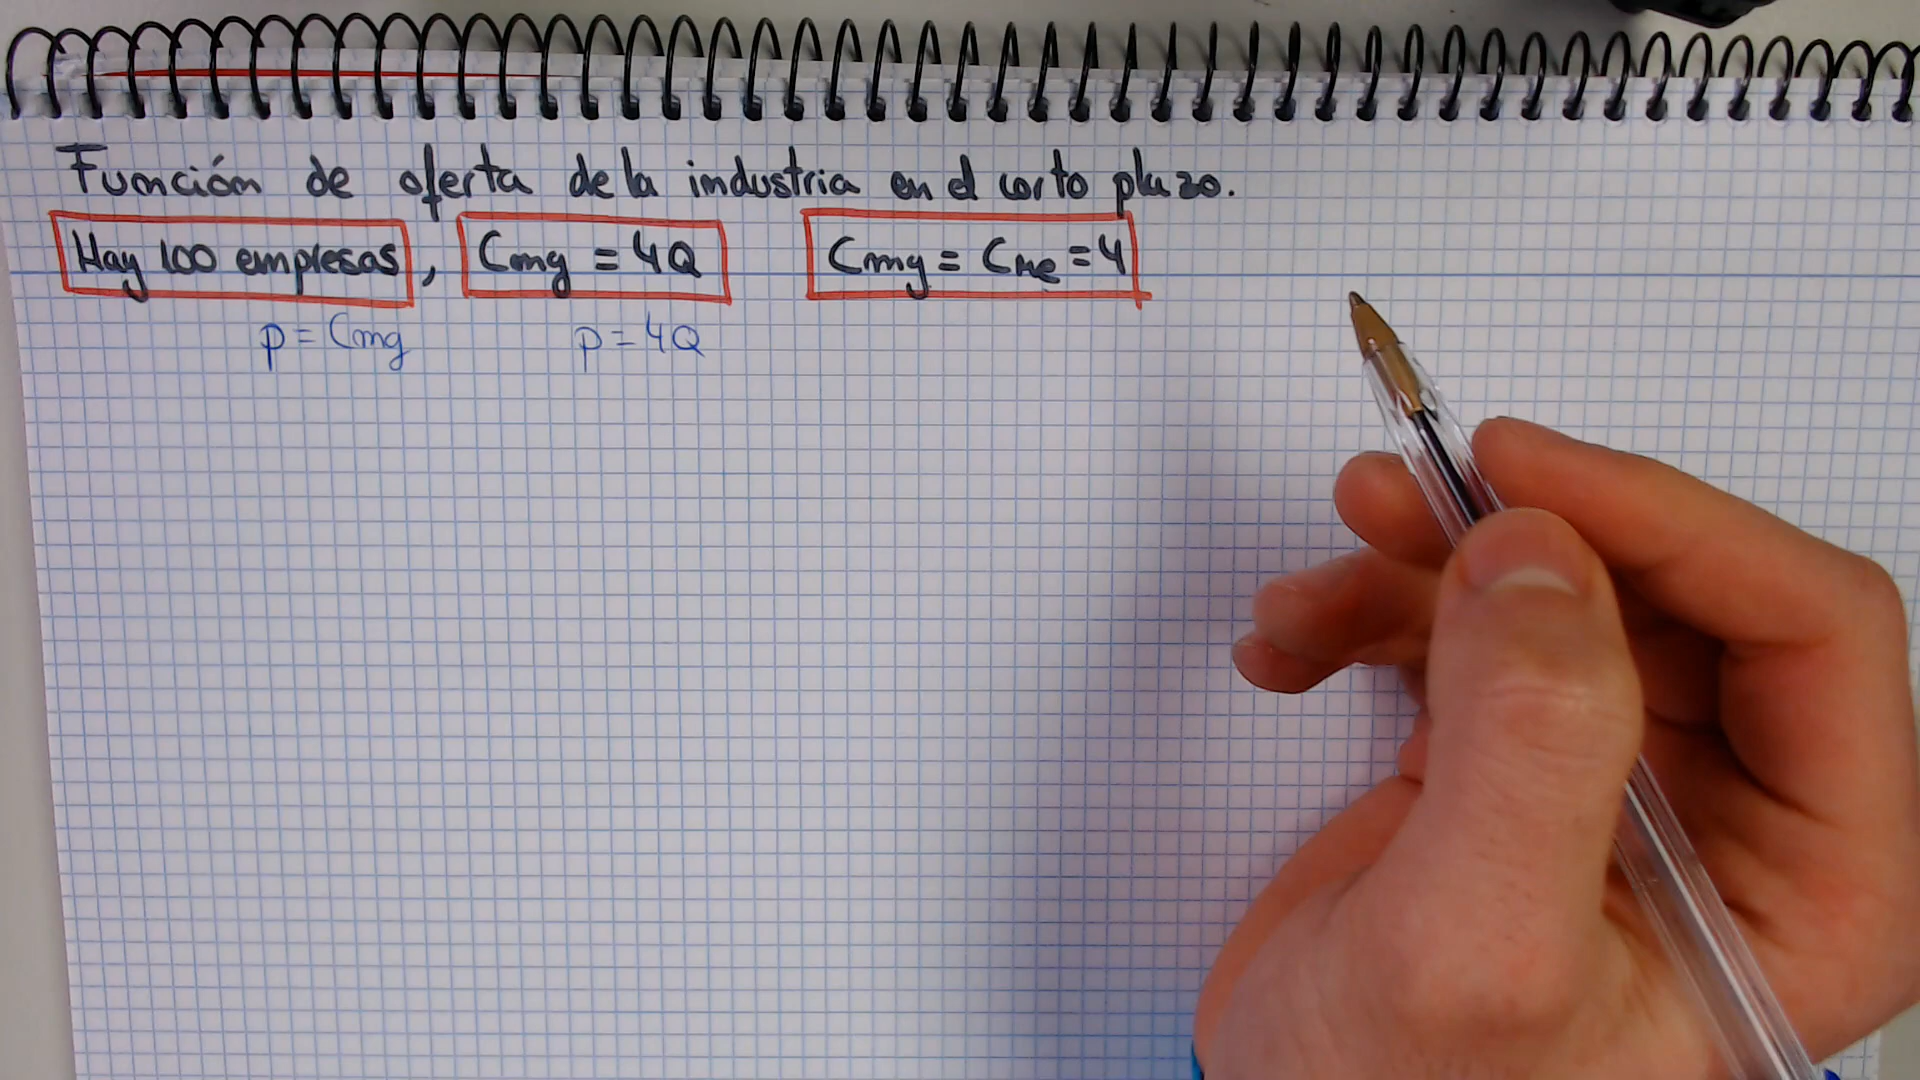 Función de oferta de la industria en el corto plazo.
Hay 100 empresas, Cmg = 4Q Cmg = CMe = 4
p = Cmg p = 4Q